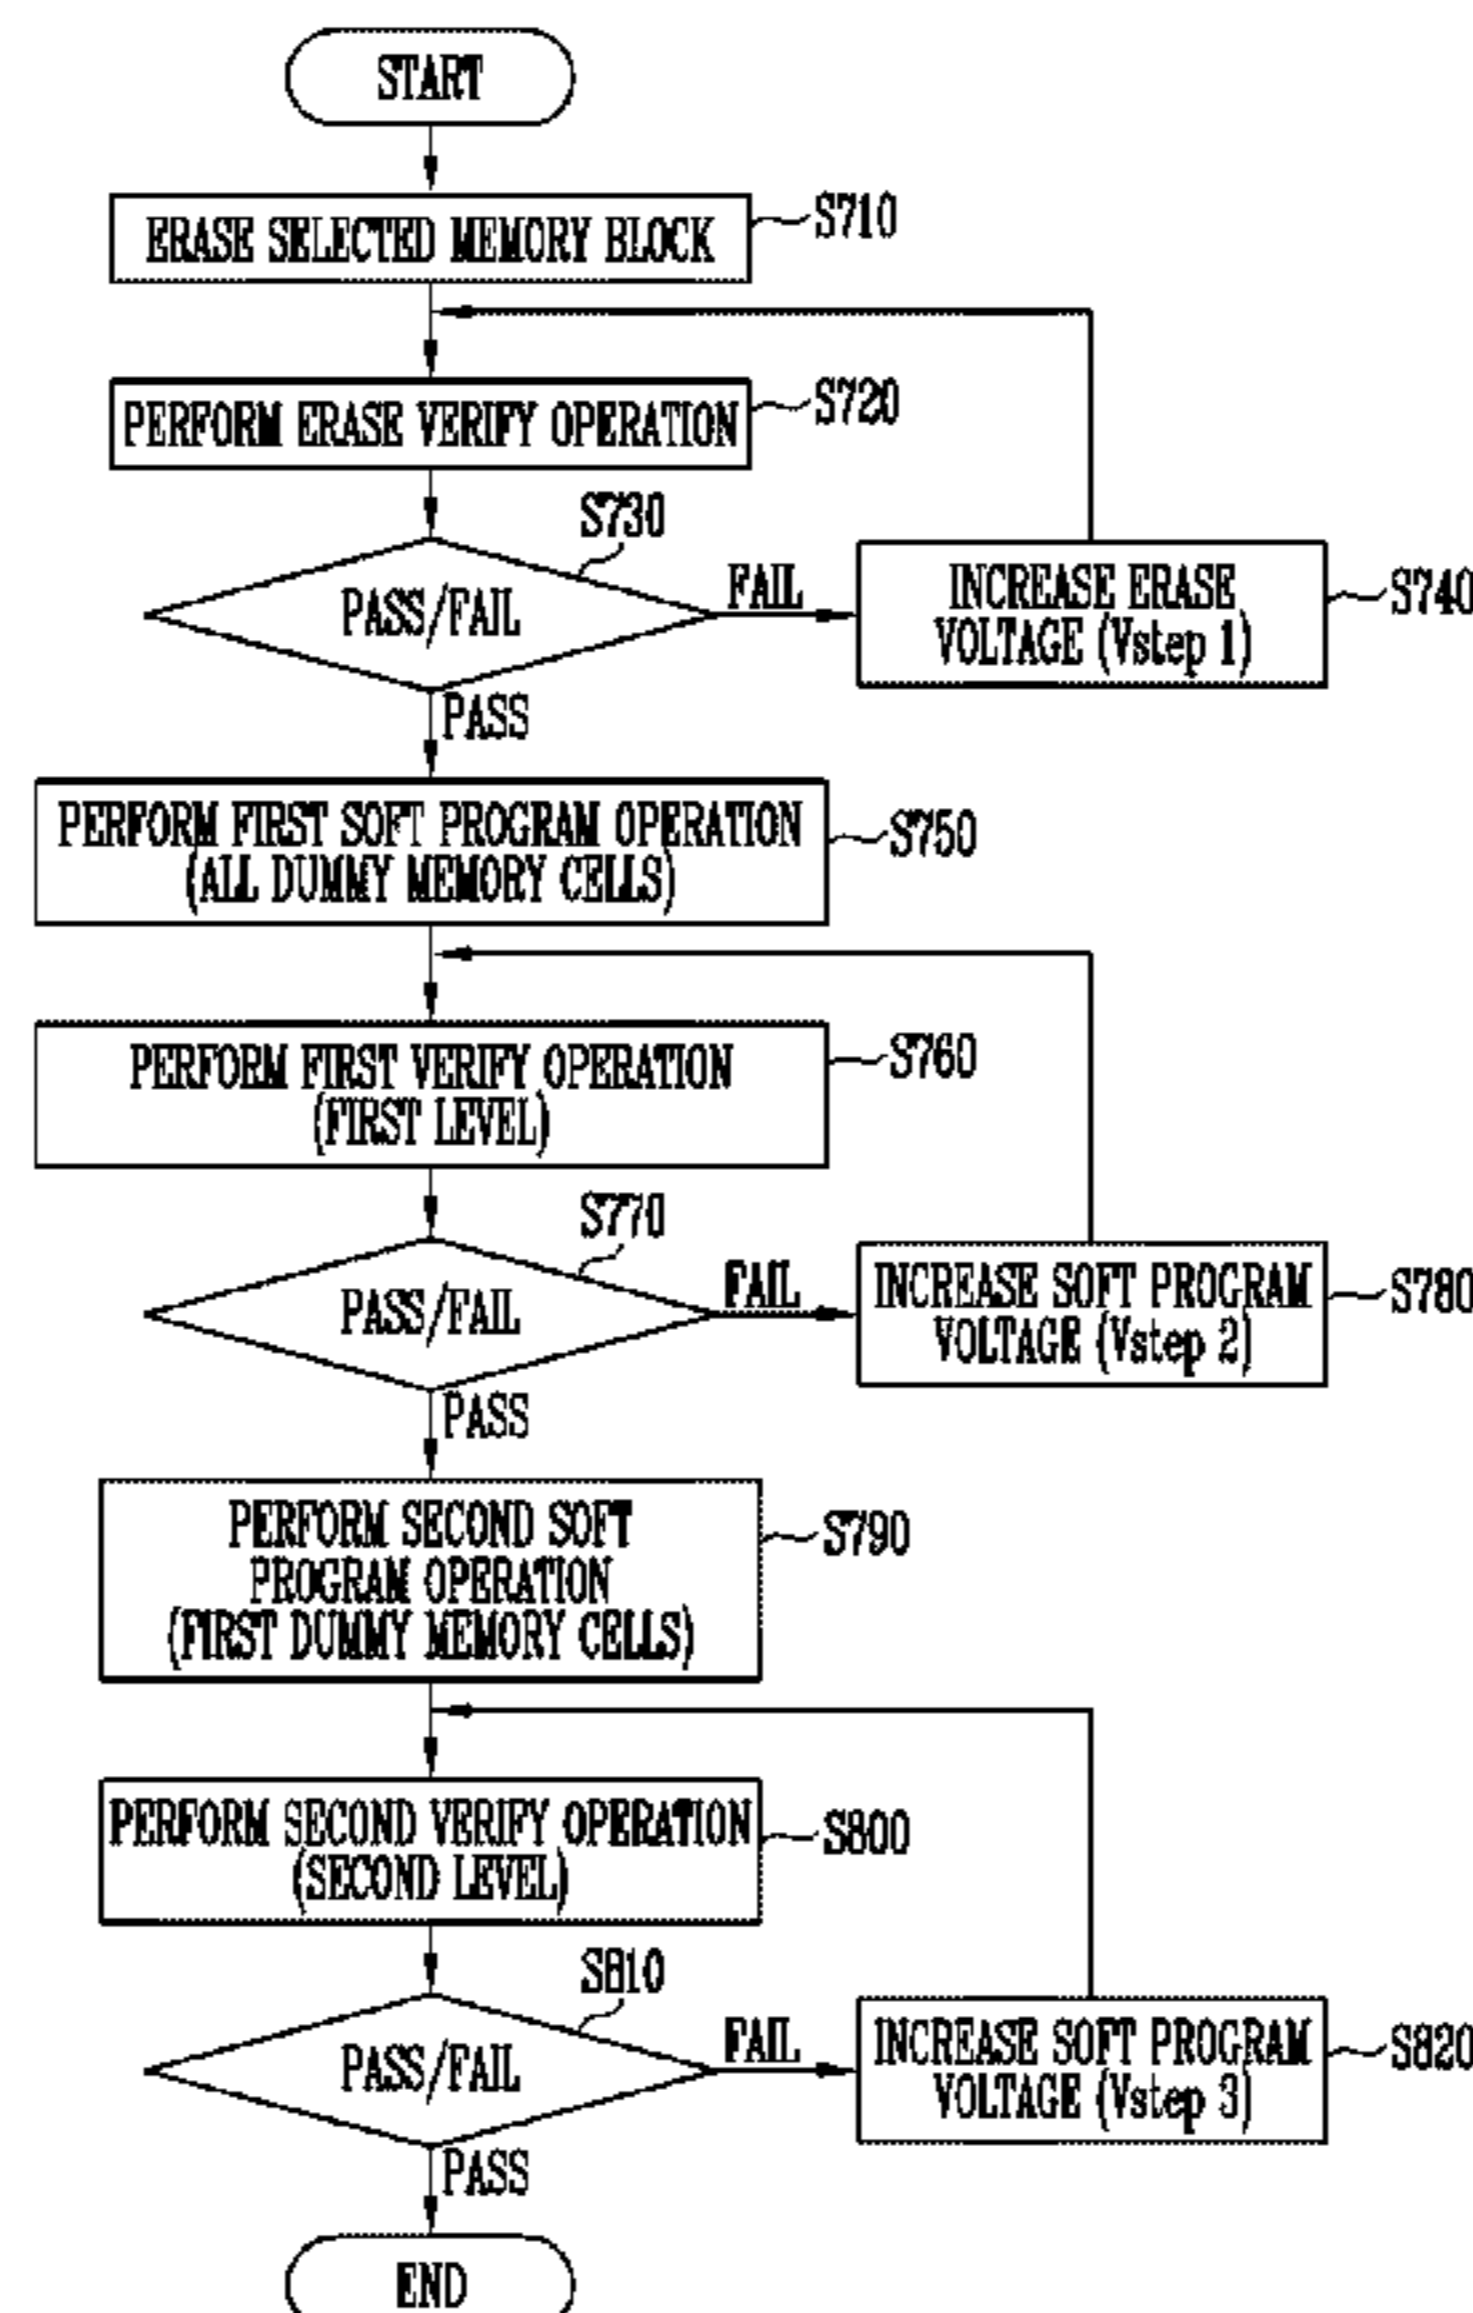 START
ERASE SELECTED MEMORY BLOCK
S710
PERFORM ERASE VERIFY OPERATION
S720
S730
PASS/FAIL
FAIL
INCREASE ERASE
VOLTAGE (Vstep 1)
S740
PASS
PERFORM FIRST SOFT PROGRAM OPERATION
(ALL DUMMY MEMORY CELLS)
S750
PERFORM FIRST VERIFY OPERATION
(FIRST LEVEL)
S760
S770
PASS/FAIL
FAIL
INCREASE SOFT PROGRAM
VOLTAGE (Vstep 2)
S780
PASS
PERFORM SECOND SOFT
PROGRAM OPERATION
(FIRST DUMMY MEMORY CELLS)
S790
PERFORM SECOND VERIFY OPERATION
(SECOND LEVEL)
S800
S810
PASS/FAIL
FAIL
INCREASE SOFT PROGRAM
VOLTAGE (Vstep 3)
S820
PASS
END